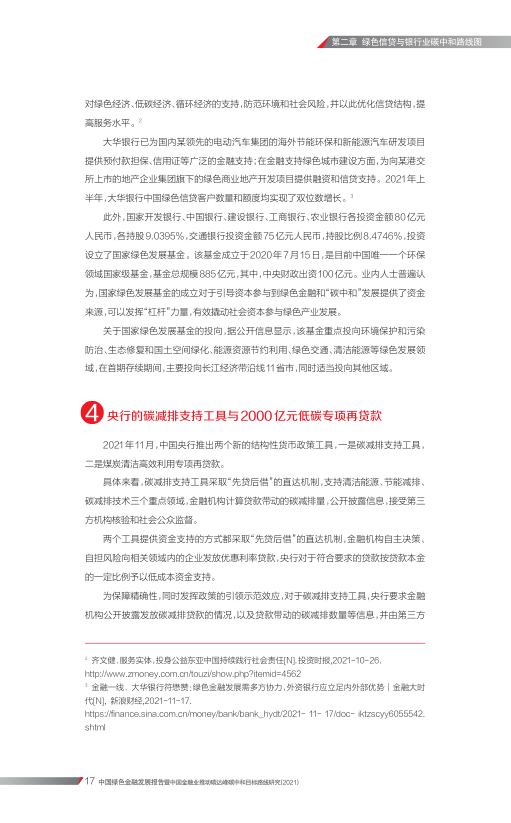 第二章 绿色信贷与银行业碳中和路线图
对绿色经济、低碳经济、循环经济的支持，防范环境和社会风险，并以此优化信贷结构，提
高服务水平。2
大华银行已为国内某领先的电动汽车集团的海外节能环保和新能源汽车研发项目
提供预付款担保、信用证等广泛的金融支持；在金融支持绿色城市建设方面，为向某港交
所上市的地产企业集团旗下的绿色商业地产开发项目提供融资和信贷支持。2021年上
半年，大华银行中国绿色信贷客户数量和额度均实现了双位数增长。3
此外，国家开发银行、中国银行、建设银行、工商银行、农业银行各投资金额80亿元
人民币，各持股9.0395%，交通银行投资金额75亿元人民币，持股比例8.4746%，投资
设立了国家绿色发展基金。该基金成立于2020年7月15日，是目前中国唯一一个环保
领域国家级基金，基金总规模885亿元，其中，中央财政出资100亿元。业内人士普遍认
为，国家绿色发展基金的成立对于引导资本参与到绿色金融和“碳中和”发展提供了资金
来源，可以发挥“杠杆”力量，有效撬动社会资本参与绿色产业发展。
关于国家绿色发展基金的投向，据公开信息显示，该基金重点投向环境保护和污染
防治、生态修复和国土空间绿化、能源资源节约利用、绿色交通、清洁能源等绿色发展领
域，在首期存续期间，主要投向长江经济带沿线11省市，同时适当投向其他区域。
4 央行的碳减排支持工具与2000亿元低碳专项再贷款
2021年11月，中国央行推出两个新的结构性货币政策工具，一是碳减排支持工具，
二是煤炭清洁高效利用专项再贷款。
具体来看，碳减排支持工具采取“先贷后借”的直达机制，支持清洁能源、节能减排、
碳减排技术三个重点领域，金融机构计算贷款带动的碳减排量，公开披露信息，接受第三
方机构核验和社会公众监督。
两个工具提供资金支持的方式都采取“先贷后借”的直达机制，金融机构自主决策、
自担风险向相关领域内的企业发放优惠利率贷款，央行对于符合要求的贷款按贷款本金
的一定比例予以低成本资金支持。
为保障精确性，同时发挥政策的引领示范效应，对于碳减排支持工具，央行要求金融
机构公开披露发放碳减排贷款的情况，以及贷款带动的碳减排数量等信息，并由第三方
2 齐文健．服务实体，投身公益东亚中国持续践行社会责任[N].投资时报,2021-10-26.
http://www.zmoney.com.cn/touzi/show.php?itemid=4562
3 金融一线．大华银行符懋赞：绿色金融发展需多方协力，外资银行应立足内外部优势｜金融大时
代[N]，新浪财经,2021-11-17.
https://finance.sina.com.cn/money/bank/bank_hydt/2021- 11- 17/doc- iktzscyy6055542.
shtml
17 中国绿色金融发展报告暨中国金融业推动碳达峰碳中和目标路线研究(2021)